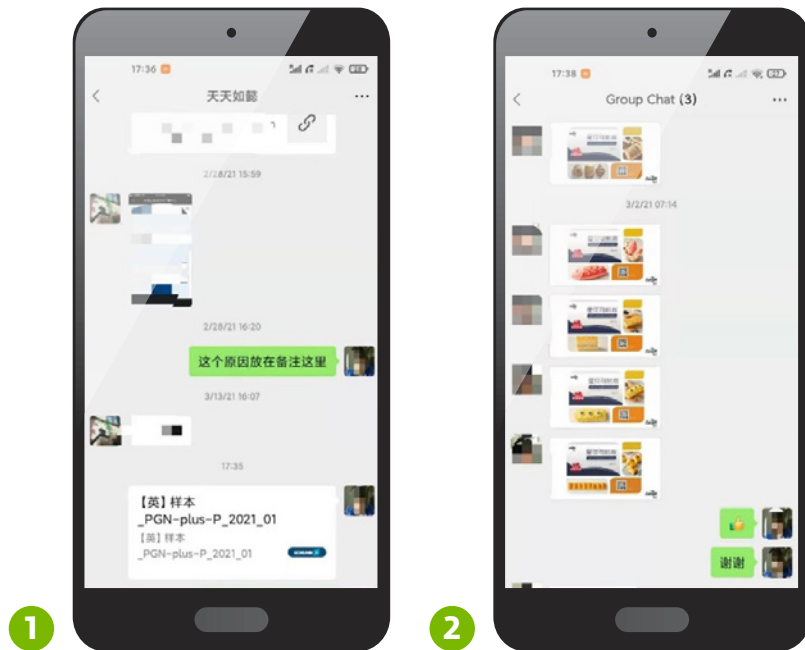 17:36
天天如懿
2/28/21 15:59
2/28/21 16:20
这个原因放在备注这里
3/13/21 16:07
17:35
【英】样本
_PGN-plus-P_2021_01
【英】样本
_PGN-plus-P_2021_01
1
17:38
Group Chat (3)
3/2/21 07:14
谢谢
2